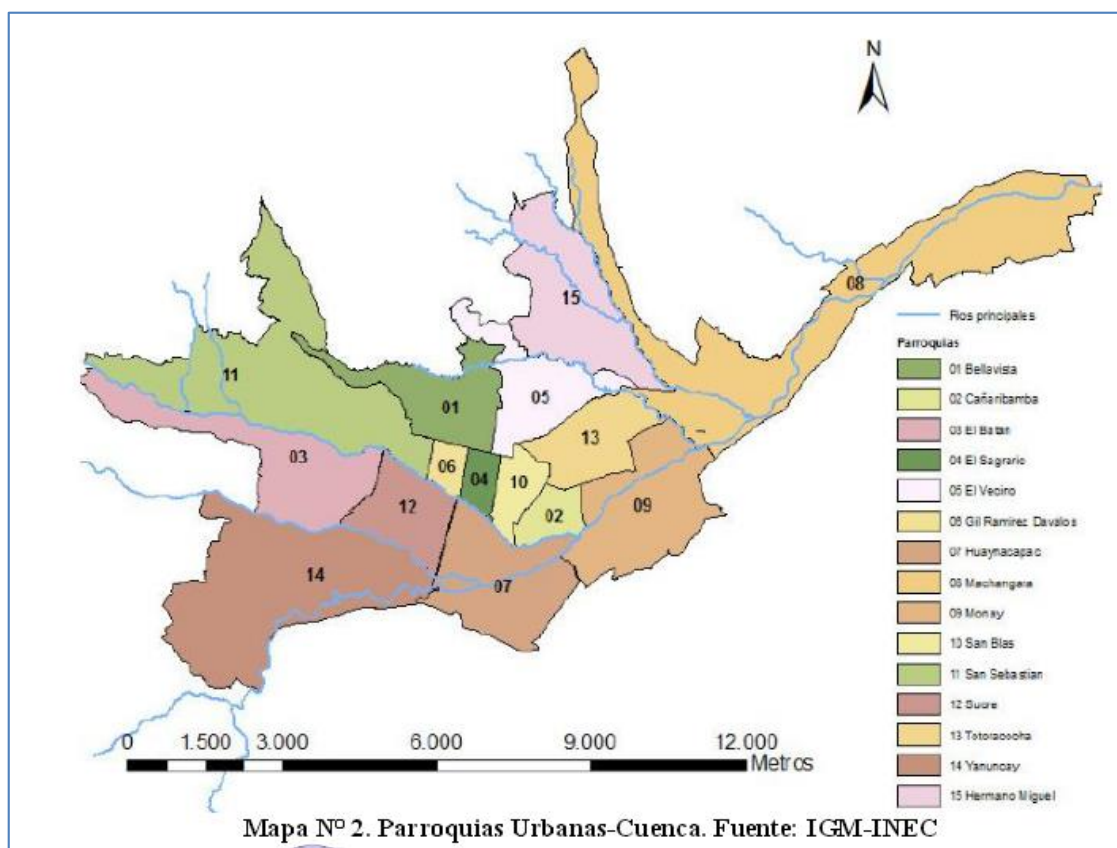 N
15
08
11
01
05
13
03
06
04
10
12
02
09
14
07
Rios principales
Parroquias
01 Bellavista
02 Cañaribamba
03 El Batan
04 El Sagrario
05 El Vecino
06 Gil Ramirez Davalos
07 Huaynacapac
08 Machangara
09 Monay
10 San Blas
11 San Sebastian
12 Sucre
13 Totoracocha
14 Yanuncay
15 Hermano Miguel
0 1.500 3.000 6.000 9.000 12.000
Metros
Mapa Nº 2. Parroquias Urbanas-Cuenca. Fuente: IGM-INEC